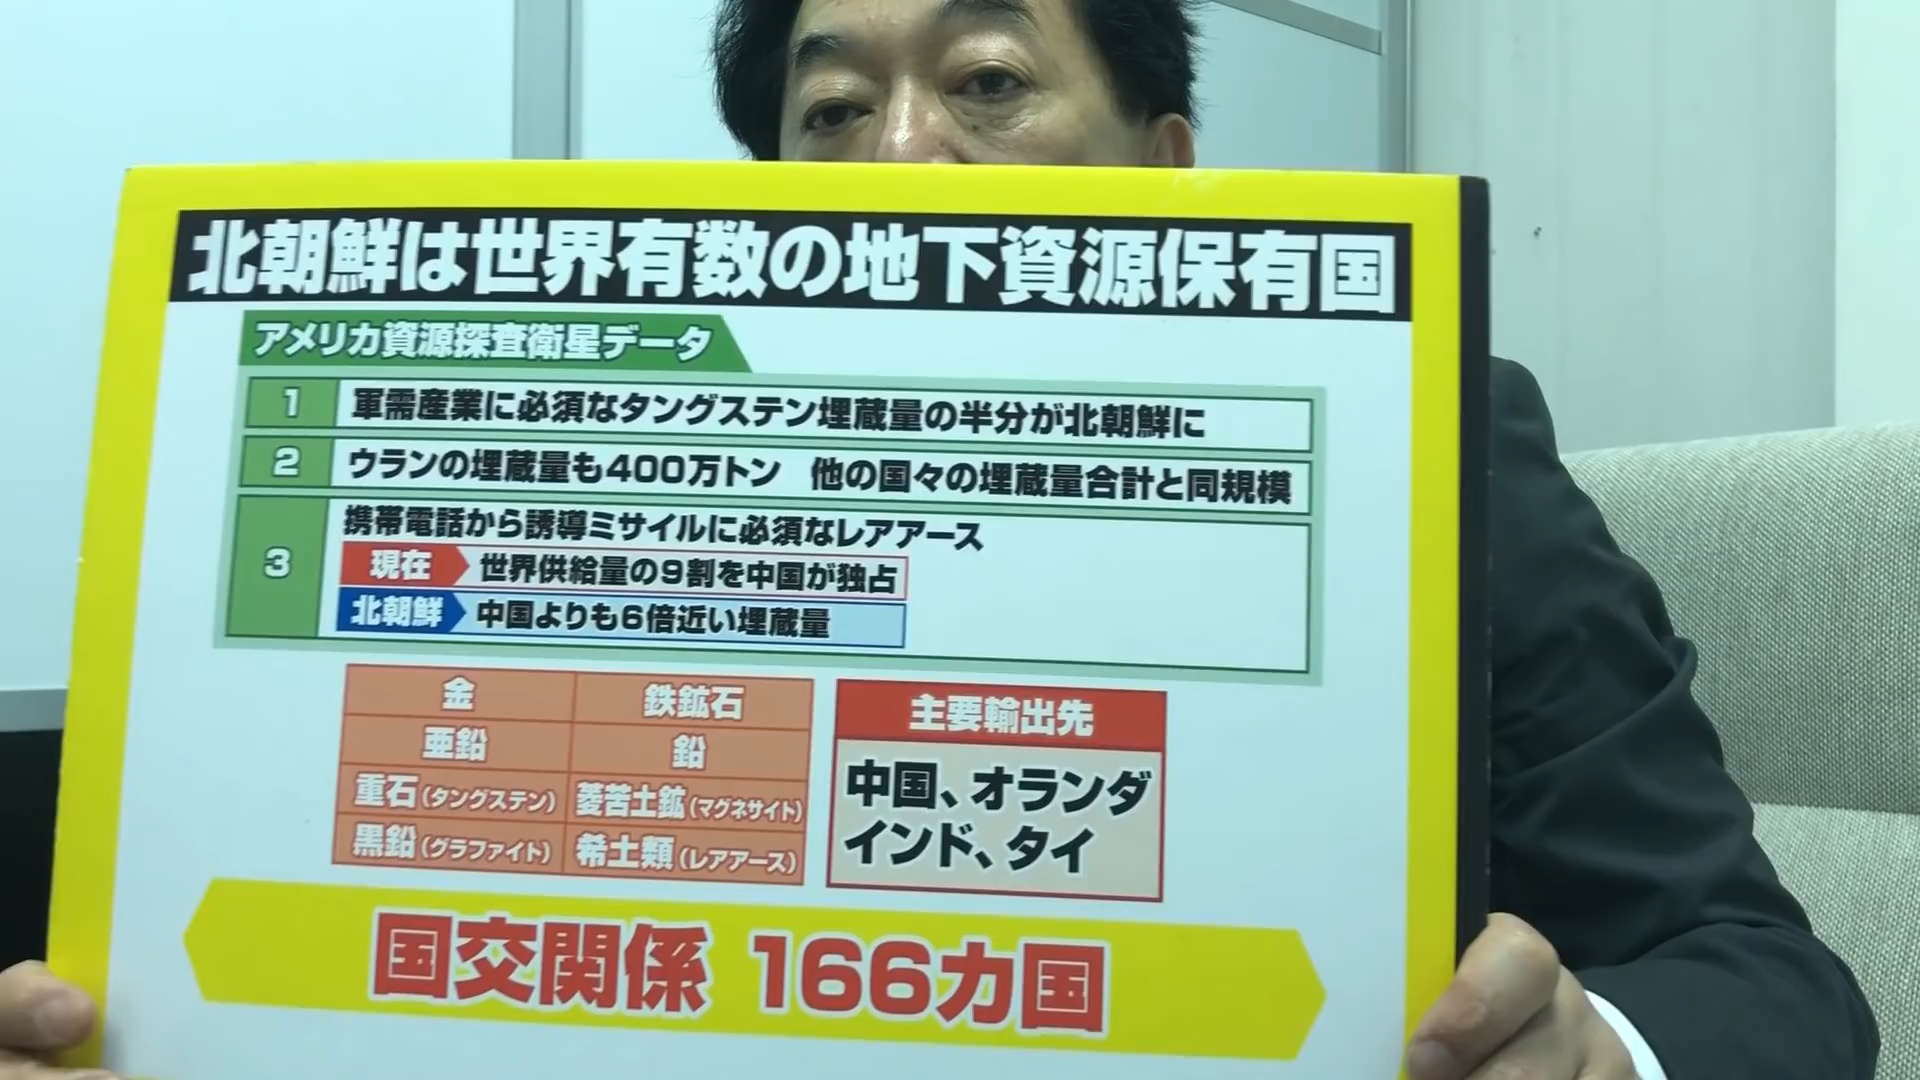 北朝鮮は世界有数の地下資源保有国
アメリカ資源探査衛星データ
1 軍需産業に必須なタングステン埋蔵量の半分が北朝鮮に
2 ウランの埋蔵量も400万トン 他の国々の埋蔵量合計と同規模
3 携帯電話から誘導ミサイルに必須なレアアース
現在 世界供給量の9割を中国が独占
北朝鮮 中国よりも6倍近い埋蔵量
金 鉄鉱石
亜鉛 鉛
重石(タングステン) 菱苦土鉱(マグネサイト)
黒鉛(グラファイト) 希土類(レアアース)
主要輸出先
中国、オランダ
インド、タイ
国交関係 166カ国